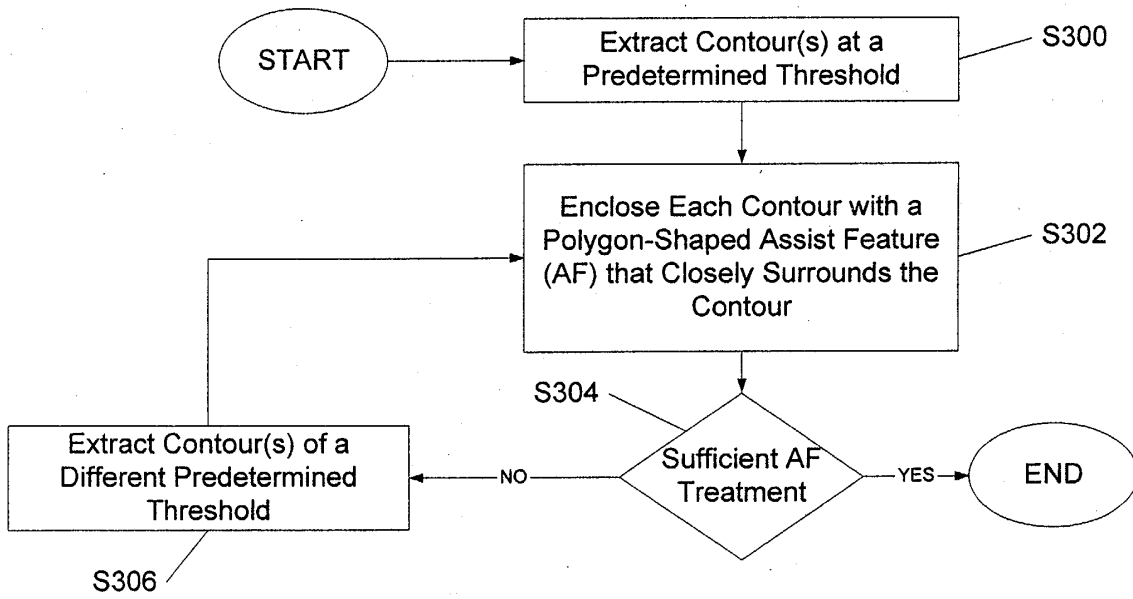 START
Extract Contour(s) at a
Predetermined Threshold
S300
Enclose Each Contour with a
Polygon-Shaped Assist Feature
(AF) that Closely Surrounds the
Contour
S302
S304
Sufficient AF
Treatment
NO
YES
END
Extract Contour(s) of a
Different Predetermined
Threshold
S306